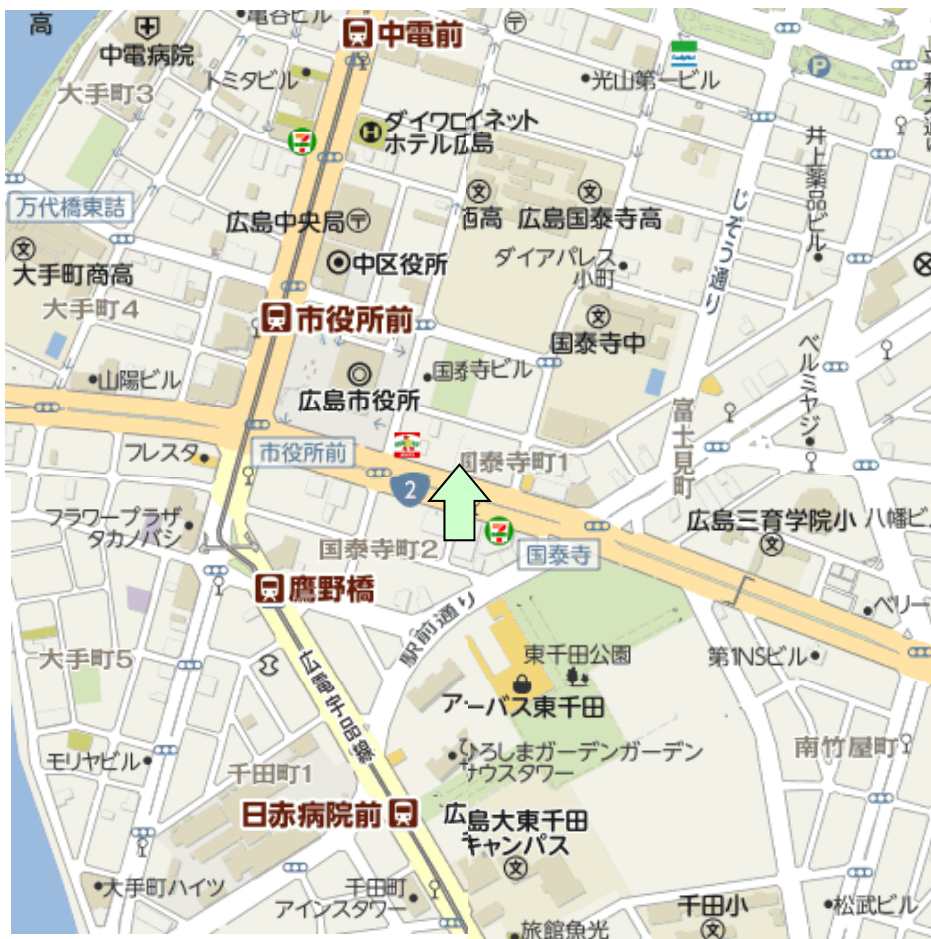 高
亀谷ビル
中電前
中電病院
トミタビル
大手町3
光山第一ビル
FamilyMart
P
ダイワロイネット
ホテル広島
井上薬品ビル
万代橋東詰
広島中央局
西高
広島国泰寺高
じぞう通り
大手町商高
中区役所
ダイアパレス
小町
大手町4
市役所前
国泰寺中
山陽ビル
広島市役所
国泰寺ビル
ベルミヤジ
富士見町
フレスタ
市役所前
国泰寺町1
2
フラワープラザ
タカノバシ
国泰寺町2
国泰寺
広島三育学院小
八幡ビ
鷹野橋
駅前通り
ベリー
大手町5
東千田公園
第1NSビル
アーバス東千田
広電宇品線
モリヤビル
千田町1
ひろしまガーデンガーデン
サウスタワー
南竹屋町
日赤病院前
広島大東千田
キャンパス
大手町ハイツ
千田町
アインスタワー
千田小
松武ビル
旅館魚光